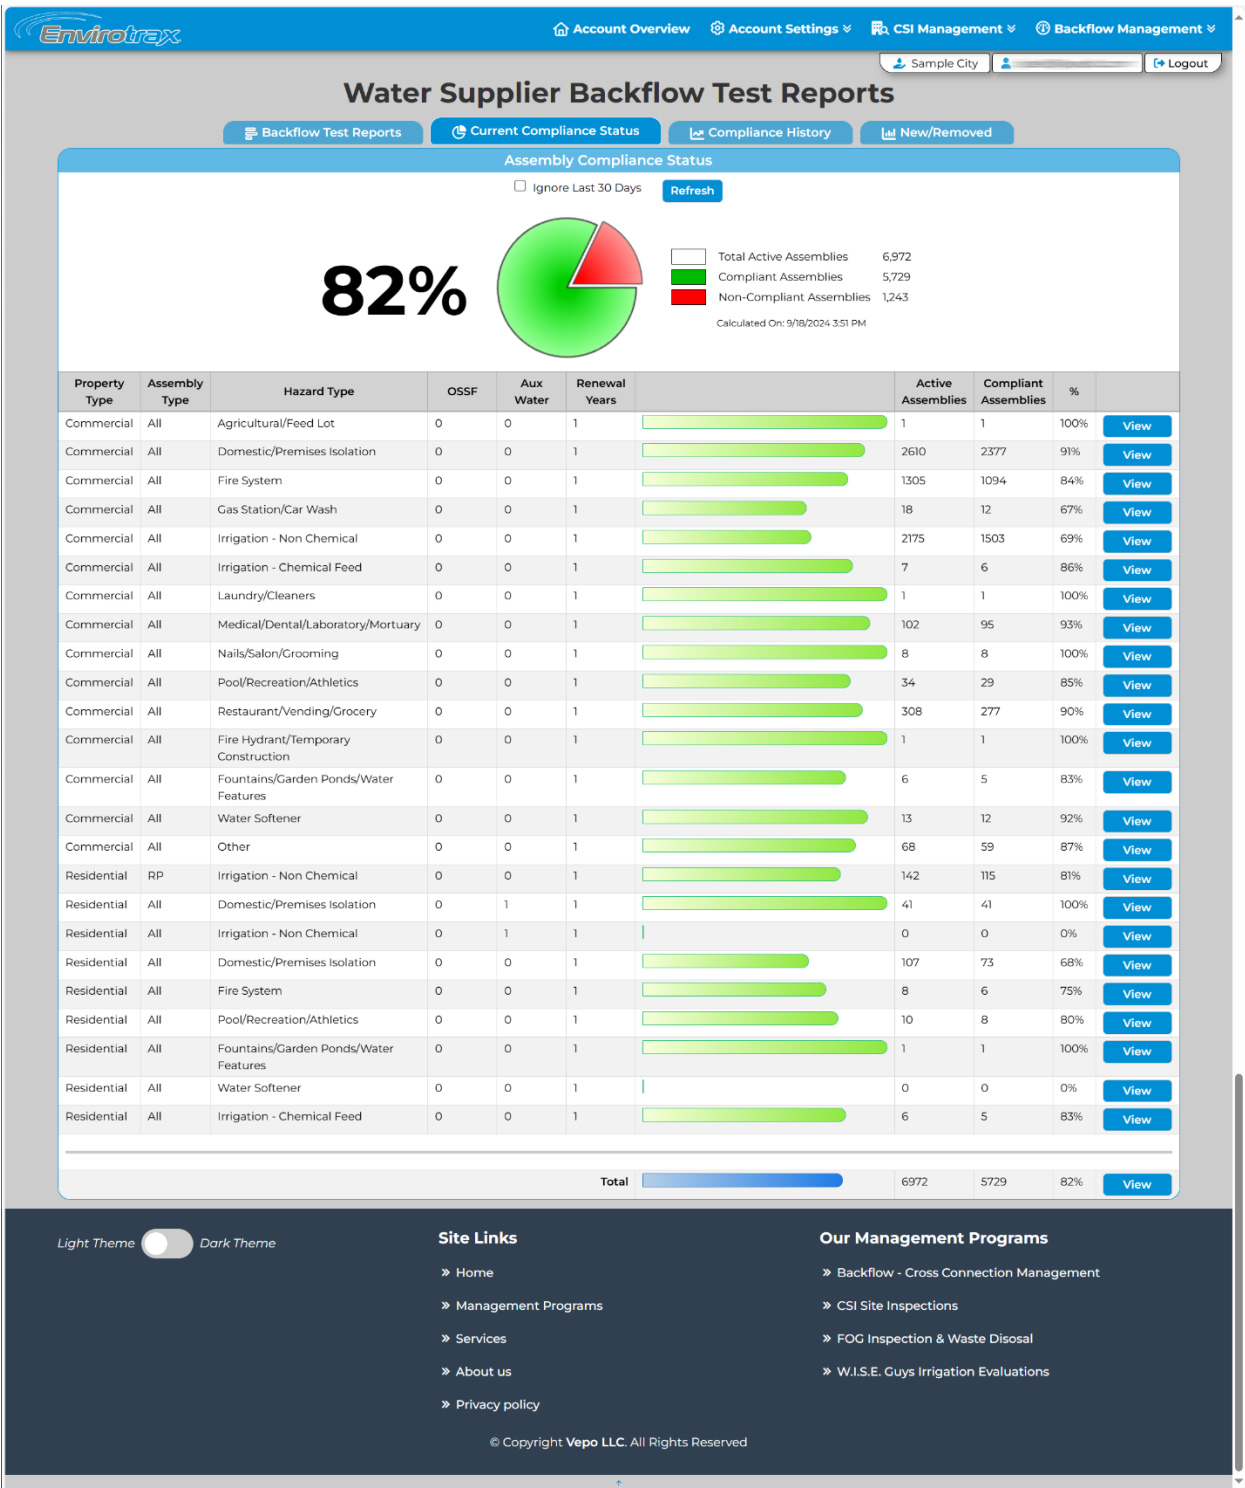 Envirotrax
Account Overview Account Settings CSI Management Backflow Management
Sample City Logout
Water Supplier Backflow Test Reports
Backflow Test Reports Current Compliance Status Compliance History New/Removed
Assembly Compliance Status
Ignore Last 30 Days Refresh
82%
Total Active Assemblies 6,972
Compliant Assemblies 5,729
Non-Compliant Assemblies 1,243
Calculated On: 9/18/2024 3:51 PM
Property Type Assembly Type Hazard Type OSSF Aux Water Renewal Years Active Assemblies Compliant Assemblies %
Commercial All Agricultural/Feed Lot 0 0 1 1 1 100% View
Commercial All Domestic/Premises Isolation 0 0 1 2610 2377 91% View
Commercial All Fire System 0 0 1 1305 1094 84% View
Commercial All Gas Station/Car Wash 0 0 1 18 12 67% View
Commercial All Irrigation - Non Chemical 0 0 1 2175 1503 69% View
Commercial All Irrigation - Chemical Feed 0 0 1 7 6 86% View
Commercial All Laundry/Cleaners 0 0 1 1 1 100% View
Commercial All Medical/Dental/Laboratory/Mortuary 0 0 1 102 95 93% View
Commercial All Nails/Salon/Grooming 0 0 1 8 8 100% View
Commercial All Pool/Recreation/Athletics 0 0 1 34 29 85% View
Commercial All Restaurant/Vending/Grocery 0 0 1 308 277 90% View
Commercial All Fire Hydrant/Temporary Construction 0 0 1 1 1 100% View
Commercial All Fountains/Garden Ponds/Water Features 0 0 1 6 5 83% View
Commercial All Water Softener 0 0 1 13 12 92% View
Commercial All Other 0 0 1 68 59 87% View
Residential RP Irrigation - Non Chemical 0 0 1 142 115 81% View
Residential All Domestic/Premises Isolation 0 1 1 41 41 100% View
Residential All Irrigation - Non Chemical 0 1 1 0 0 0% View
Residential All Domestic/Premises Isolation 0 0 1 107 73 68% View
Residential All Fire System 0 0 1 8 6 75% View
Residential All Pool/Recreation/Athletics 0 0 1 10 8 80% View
Residential All Fountains/Garden Ponds/Water Features 0 0 1 1 1 100% View
Residential All Water Softener 0 0 1 0 0 0% View
Residential All Irrigation - Chemical Feed 0 0 1 6 5 83% View
Total 6972 5729 82% View
Light Theme Dark Theme
Site Links
» Home
» Management Programs
» Services
» About us
» Privacy policy
Our Management Programs
» Backflow - Cross Connection Management
» CSI Site Inspections
» FOG Inspection & Waste Disosal
» W.I.S.E. Guys Irrigation Evaluations
© Copyright Vepo LLC. All Rights Reserved